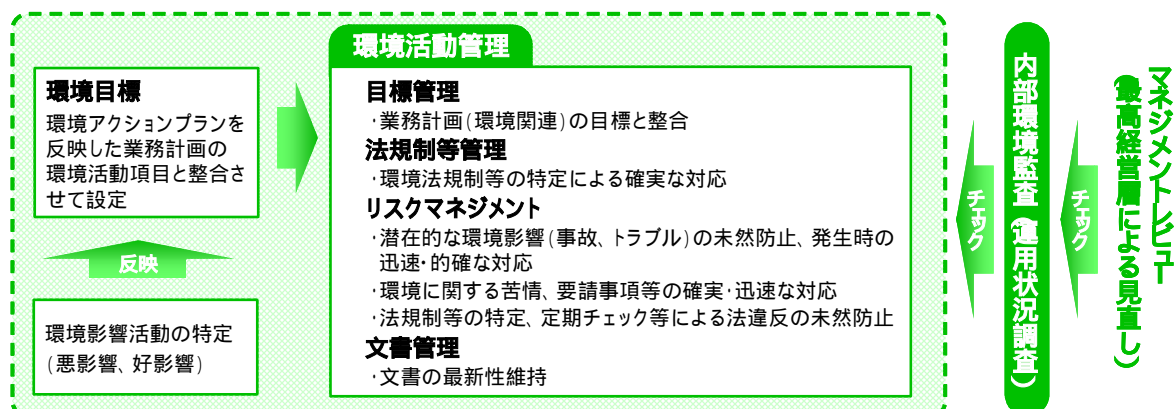 環境活動管理
環境目標
環境アクションプランを
反映した業務計画の
環境活動項目と整合さ
せて設定
反映
環境影響活動の特定
(悪影響、好影響)
目標管理
･業務計画(環境関連)の目標と整合
法規制等管理
･環境法規制等の特定による確実な対応
リスクマネジメント
･潜在的な環境影響(事故、トラブル)の未然防止、発生時の
迅速･的確な対応
･環境に関する苦情、要請事項等の確実･迅速な対応
･法規制等の特定、定期チェック等による法違反の未然防止
文書管理
･文書の最新性維持
チェック
内部環境監査(運用状況調査)
チェック
マネジメントレビュー
(最高経営層による見直し)